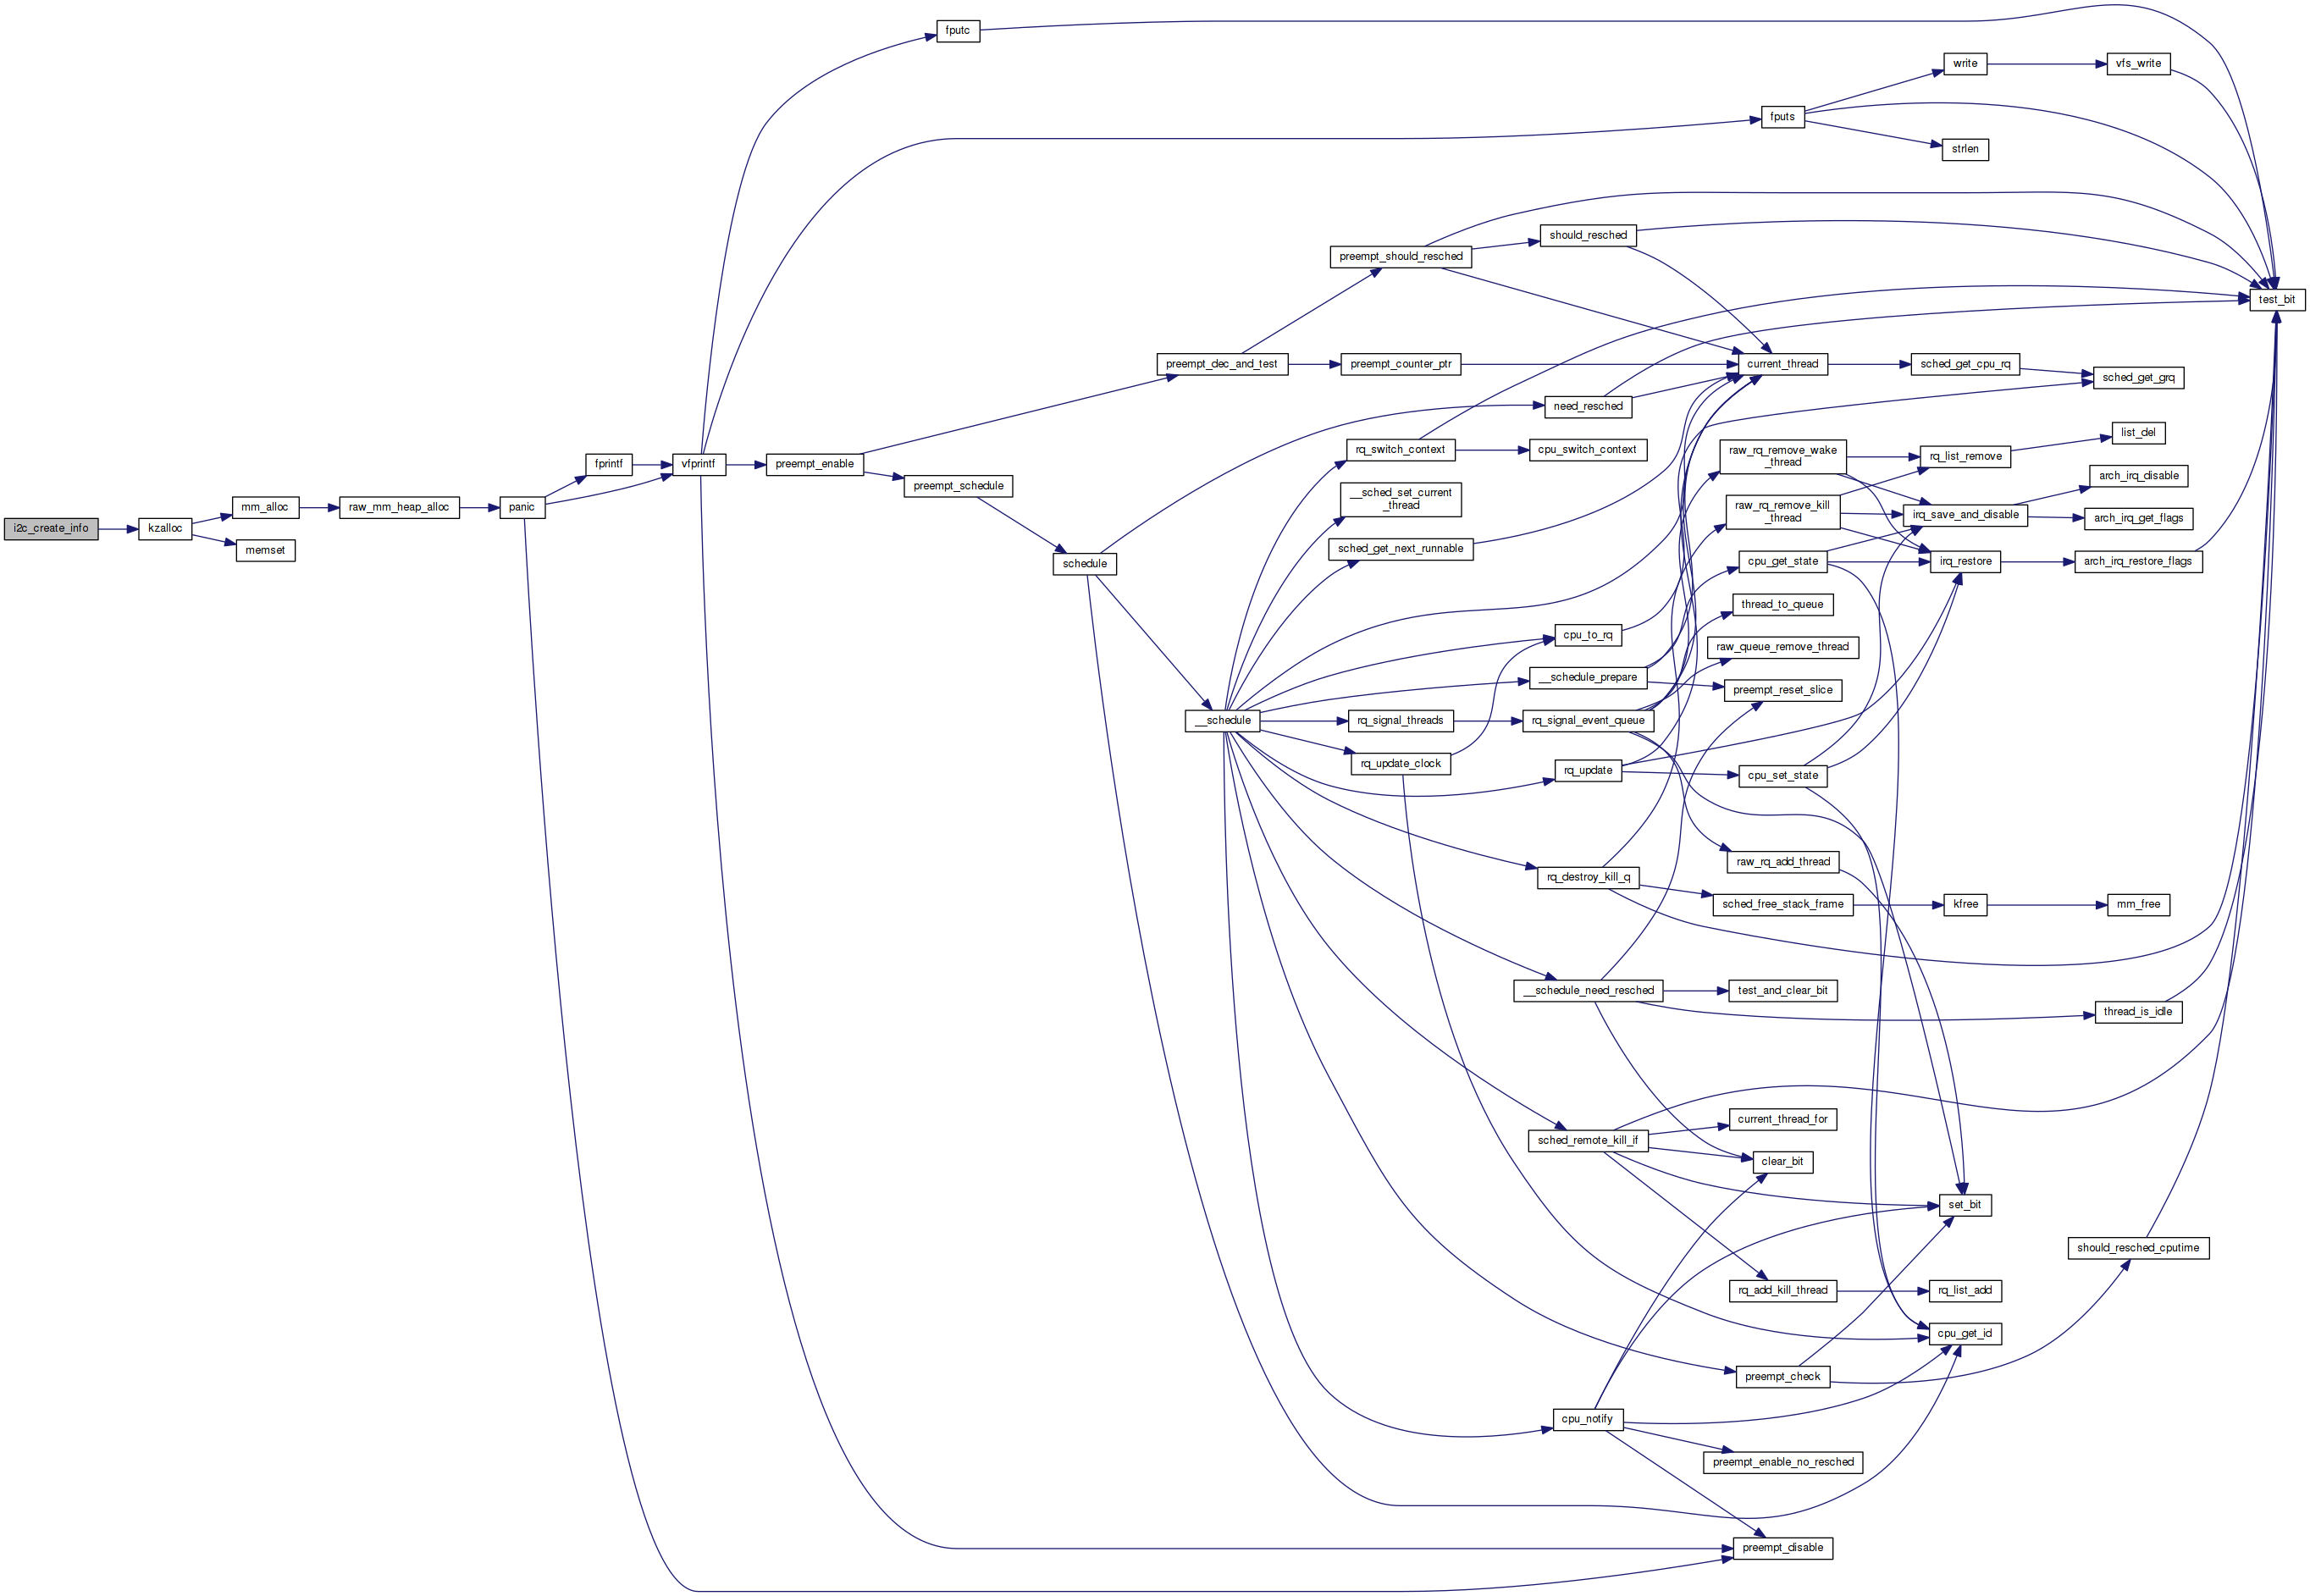 fputc
write
vfs_write
fputs
strlen
should_resched
preempt_should_resched
test_bit
preempt_dec_and_test
preempt_counter_ptr
current_thread
sched_get_cpu_rq
sched_get_grq
need_resched
list_del
rq_switch_context
cpu_switch_context
raw_rq_remove_wake
_thread
rq_list_remove
fprintf
vfprintf
preempt_enable
arch_irq_disable
preempt_schedule
__sched_set_current
_thread
raw_rq_remove_kill
_thread
irq_save_and_disable
arch_irq_get_flags
mm_alloc
raw_mm_heap_alloc
panic
i2c_create_info
kzalloc
memset
sched_get_next_runnable
schedule
cpu_get_state
irq_restore
arch_irq_restore_flags
thread_to_queue
cpu_to_rq
raw_queue_remove_thread
__schedule_prepare
preempt_reset_slice
__schedule
rq_signal_threads
rq_signal_event_queue
rq_update_clock
rq_update
cpu_set_state
raw_rq_add_thread
rq_destroy_kill_q
sched_free_stack_frame
kfree
mm_free
__schedule_need_resched
test_and_clear_bit
thread_is_idle
current_thread_for
sched_remote_kill_if
clear_bit
set_bit
should_resched_cputime
rq_add_kill_thread
rq_list_add
cpu_get_id
preempt_check
cpu_notify
preempt_enable_no_resched
preempt_disable